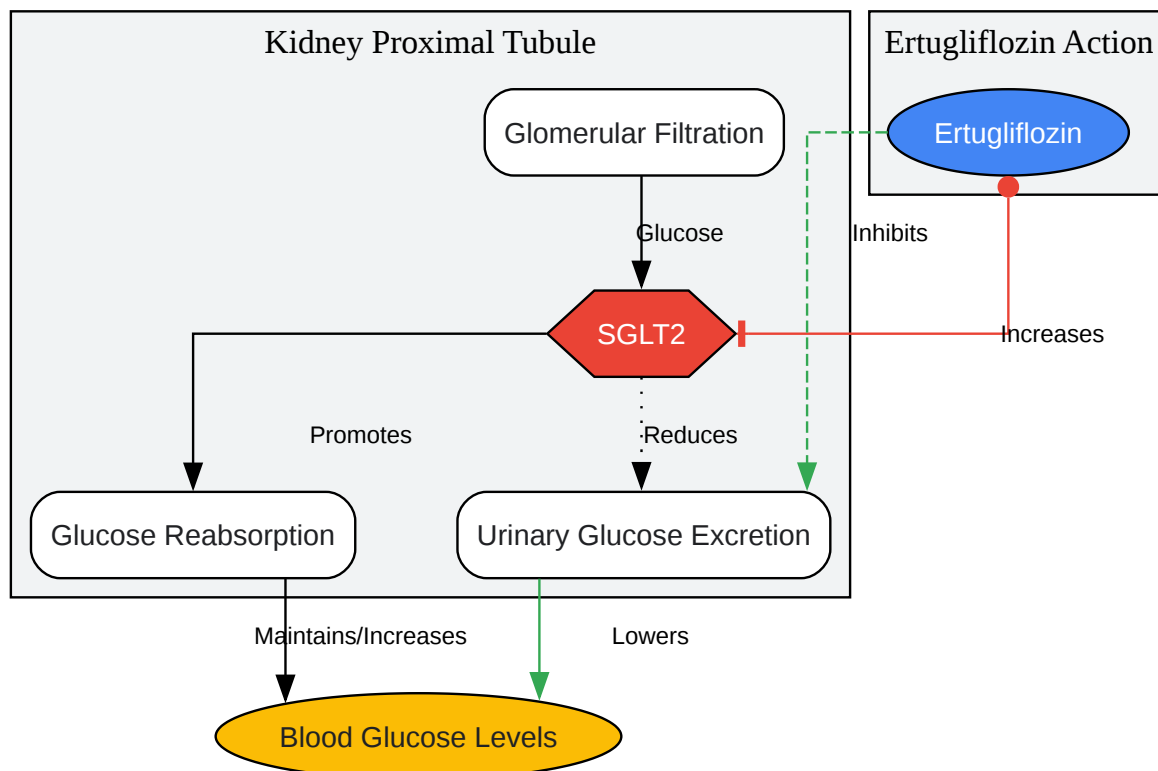 Kidney Proximal Tubule
Ertugliflozin Action
Glomerular Filtration
Ertugliflozin
Glucose
Inhibits
SGLT2
Increases
Promotes
Reduces
Glucose Reabsorption
Urinary Glucose Excretion
Maintains/Increases
Lowers
Blood Glucose Levels